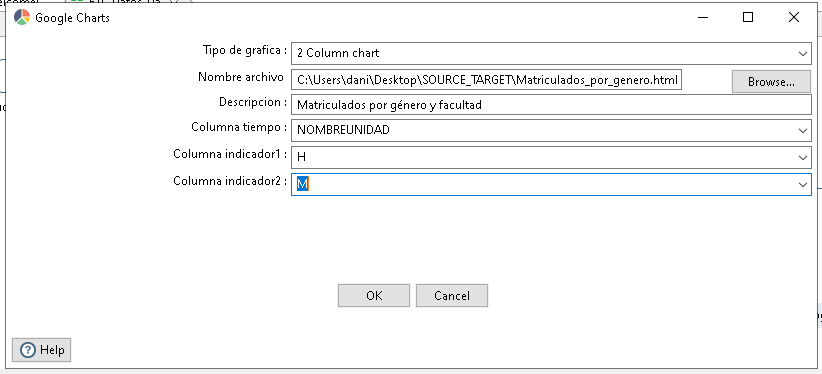 Google Charts
Tipo de grafica : 2 Column chart
Nombre archivo C:\Users\dani\Desktop\SOURCE_TARGET\Matriculados_por_genero.html Browse...
Descripcion : Matriculados por género y facultad
Columna tiempo : NOMBREUNIDAD
Columna indicador1 : H
Columna indicador2 : M
OK Cancel
Help